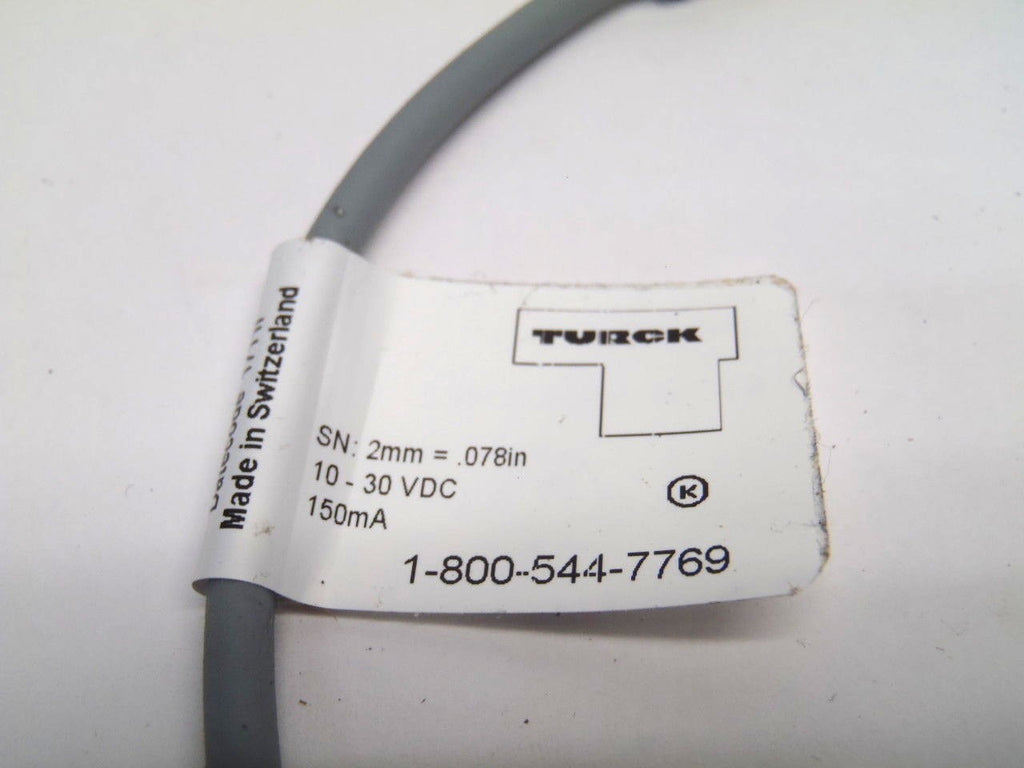 TURCK
SN: 2mm = .078in
10 - 30 VDC
150mA
K
1-800-544-7769
Made in Switzerland